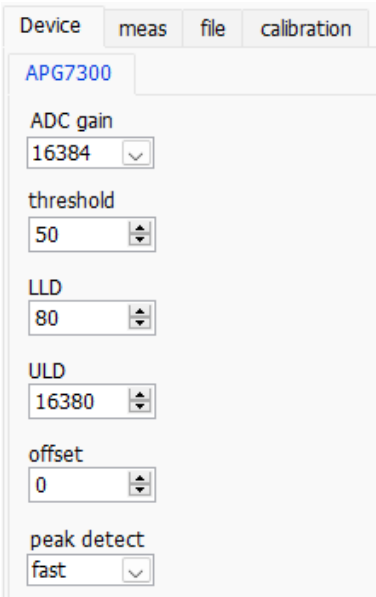 Device meas file calibration
APG7300
ADC gain
16384
threshold
50
LLD
80
ULD
16380
offset
0
peak detect
fast